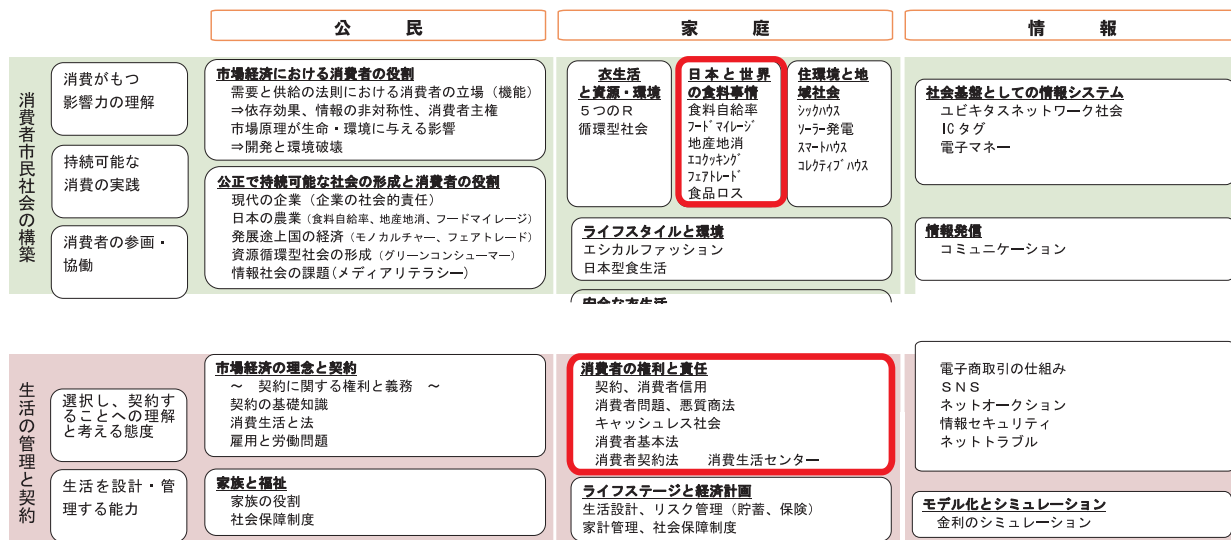 公　民
家　庭
情　報
消費者市民社会の構築
消費がもつ
影響力の理解
持続可能な
消費の実践
消費者の参画・
協働
市場経済における消費者の役割
需要と供給の法則における消費者の立場（機能）
⇒依存効果、情報の非対称性、消費者主権
市場原理が生命・環境に与える影響
⇒開発と環境破壊
公正で持続可能な社会の形成と消費者の役割
現代の企業（企業の社会的責任）
日本の農業（食料自給率、地産地消、フードマイレージ）
発展途上国の経済（モノカルチャー、フェアトレード）
資源循環型社会の形成（グリーンコンシューマー）
情報社会の課題(メディアリテラシー)
衣生活
と資源・環境
５つのＲ
循環型社会
日本と世界
の食料事情
食料自給率
ﾌｰﾄﾞﾏｲﾚｰｼﾞ
地産地消
ｴｺｸｯｷﾝｸﾞ
ﾌｪｱﾄﾚｰﾄﾞ
食品ロス
住環境と地
域社会
ｼｯｸﾊｳｽ
ｿｰﾗｰ発電
ｽﾏｰﾄﾊｳｽ
ｺﾚｸﾃｨﾌﾞﾊｳｽ
ライフスタイルと環境
エシカルファッション
日本型食生活
安全な衣生活
社会基盤としての情報システム
ユビキタスネットワーク社会
IC タグ
電子マネー
情報発信
コミュニケーション
生活の管理と契約
選択し、契約す
ることへの理解
と考える態度
生活を設計・管
理する能力
市場経済の理念と契約
～　契約に関する権利と義務　～
契約の基礎知識
消費生活と法
雇用と労働問題
家族と福祉
家族の役割
社会保障制度
消費者の権利と責任
契約、消費者信用
消費者問題、悪質商法
キャッシュレス社会
消費者基本法
消費者契約法　　消費生活センター
ライフステージと経済計画
生活設計、リスク管理（貯蓄、保険）
家計管理、社会保障制度
電子商取引の仕組み
ＳＮＳ
ネットオークション
情報セキュリティ
ネットトラブル
モデル化とシミュレーション
金利のシミュレーション